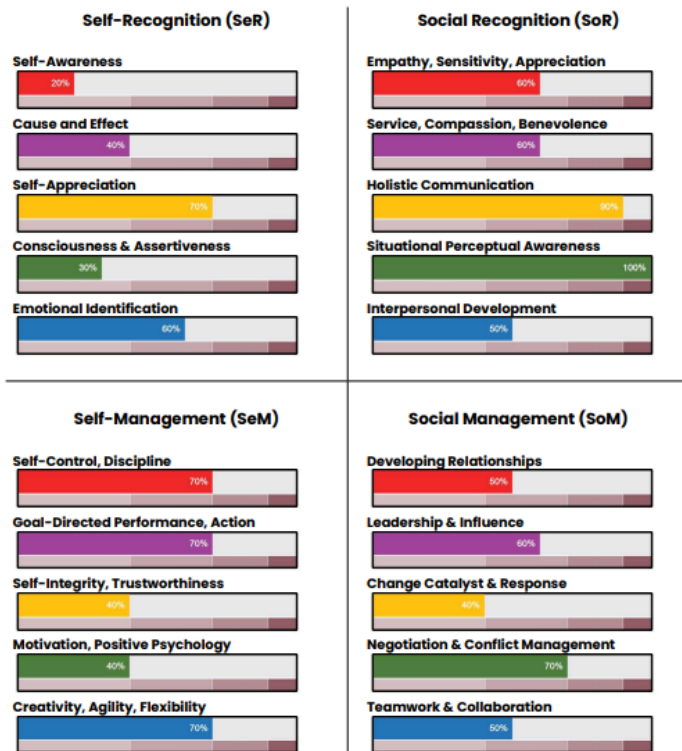 Self-Recognition (SeR)
Self-Awareness
20%
Cause and Effect
40%
Self-Appreciation
70%
Consciousness & Assertiveness
30%
Emotional Identification
60%
Social Recognition (SoR)
Empathy, Sensitivity, Appreciation
60%
Service, Compassion, Benevolence
60%
Holistic Communication
90%
Situational Perceptual Awareness
100%
Interpersonal Development
50%
Self-Management (SeM)
Self-Control, Discipline
70%
Goal-Directed Performance, Action
70%
Self-Integrity, Trustworthiness
40%
Motivation, Positive Psychology
40%
Creativity, Agility, Flexibility
70%
Social Management (SoM)
Developing Relationships
50%
Leadership & Influence
60%
Change Catalyst & Response
40%
Negotiation & Conflict Management
70%
Teamwork & Collaboration
50%